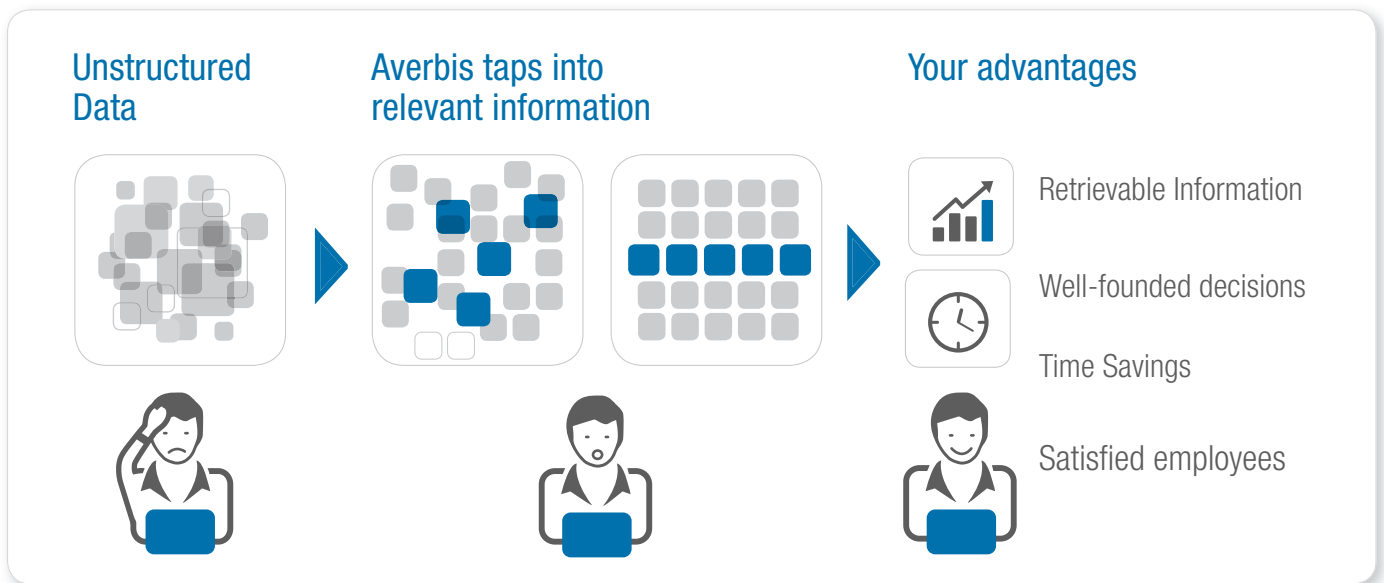 Unstructured
Data
Averbis taps into
relevant information
Your advantages
Retrievable Information
Well-founded decisions
Time Savings
Satisfied employees